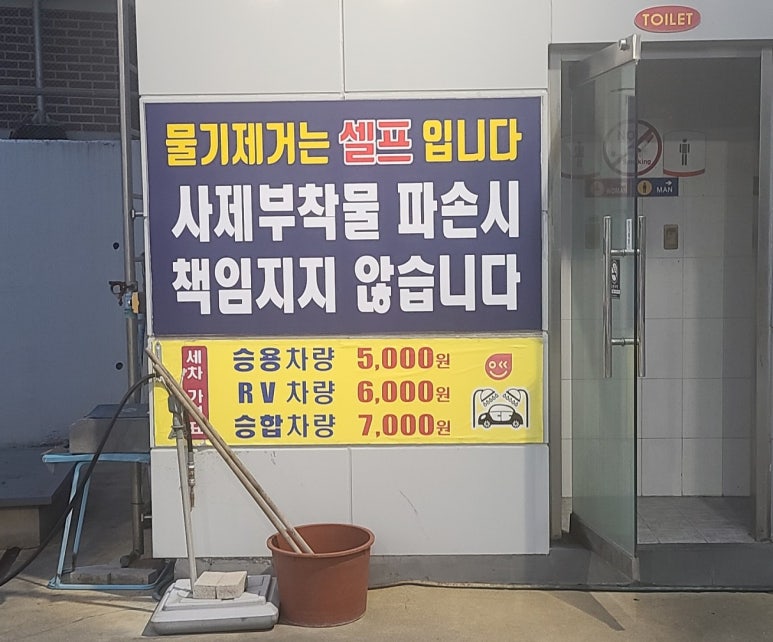 TOILET
물기제거는 셀프 입니다
사제부착물 파손시
책임지지 않습니다
승용차량 5,000원
RV 차량 6,000원
승합차량 7,000원
세차가
MAN